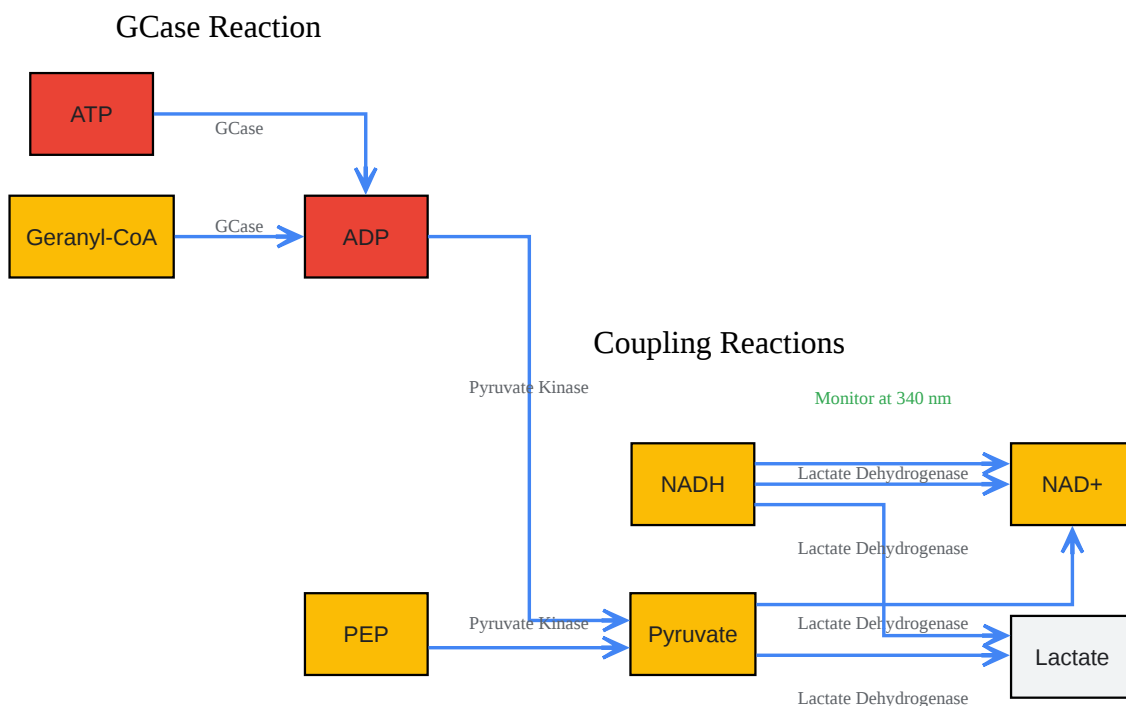 GCase Reaction
ATP
GCase
Geranyl-CoA
GCase
ADP
Coupling Reactions
Pyruvate Kinase
Monitor at 340 nm
NADH
Lactate Dehydrogenase
NAD+
Lactate Dehydrogenase
PEP
Pyruvate Kinase
Pyruvate
Lactate Dehydrogenase
Lactate
Lactate Dehydrogenase